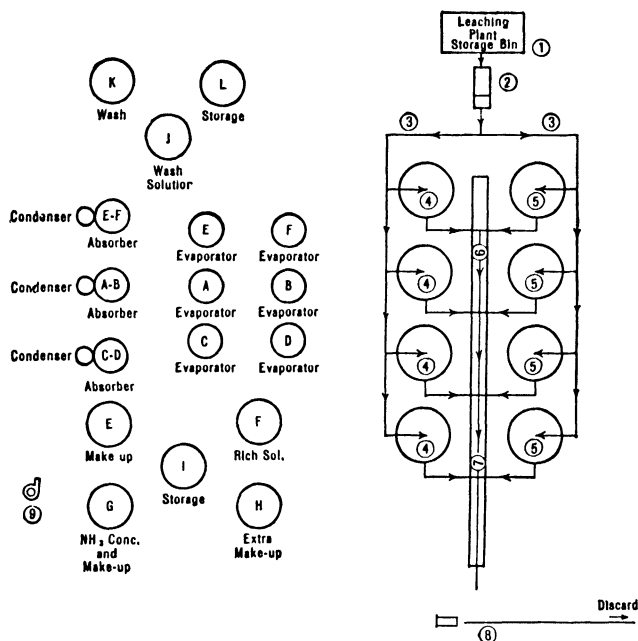 K
Wash
L
Storage
J
Wash
Solution
Condenser
E-F
Absorber
E
Evaporator
F
Evaporator
Condenser
A-B
Absorber
A
Evaporator
B
Evaporator
Condenser
C-D
Absorber
C
Evaporator
D
Evaporator
E
Make up
F
Rich Sol.
I
Storage
9
G
NH₃ Conc.
and
Make-up
H
Extra
Make-up
Leaching
Plant
Storage Bin
1
2
3
3
4
5
6
4
5
4
5
4
5
7
8
Discard